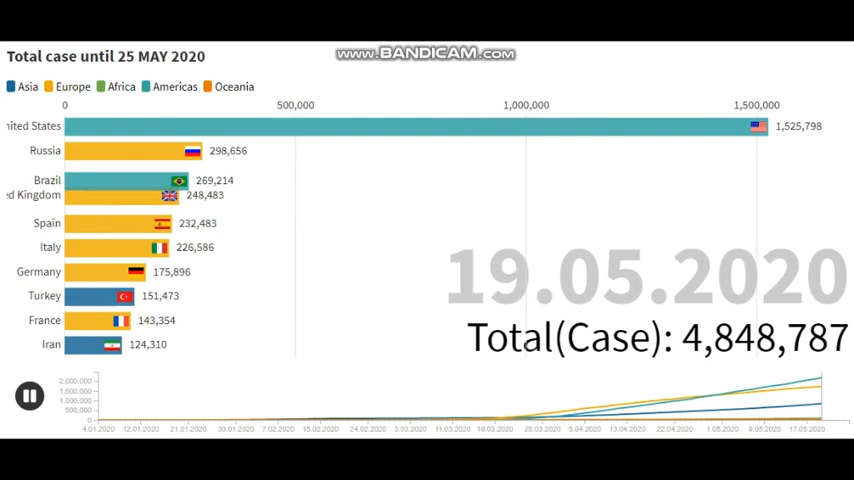 www.BANDICAM.com
Total case until 25 MAY 2020
Asia Europe Africa Americas Oceania
0 500,000 1,000,000 1,500,000
nited States 1,525,798
Russia 298,656
Brazil 269,214
ed Kingdom 248,483
Spain 232,483
Italy 226,586
Germany 175,896
Turkey 151,473
France 143,354
Iran 124,310
19.05.2020
Total(Case): 4,848,787
2,000,000
1,500,000
1,000,000
500,000
0
4.01.2020 12.01.2020 21.01.2020 30.01.2020 7.02.2020 15.02.2020 24.02.2020 3.03.2020 11.03.2020 19.03.2020 28.03.2020 5.04.2020 13.04.2020 22.04.2020 1.05.2020 9.05.2020 17.05.2020